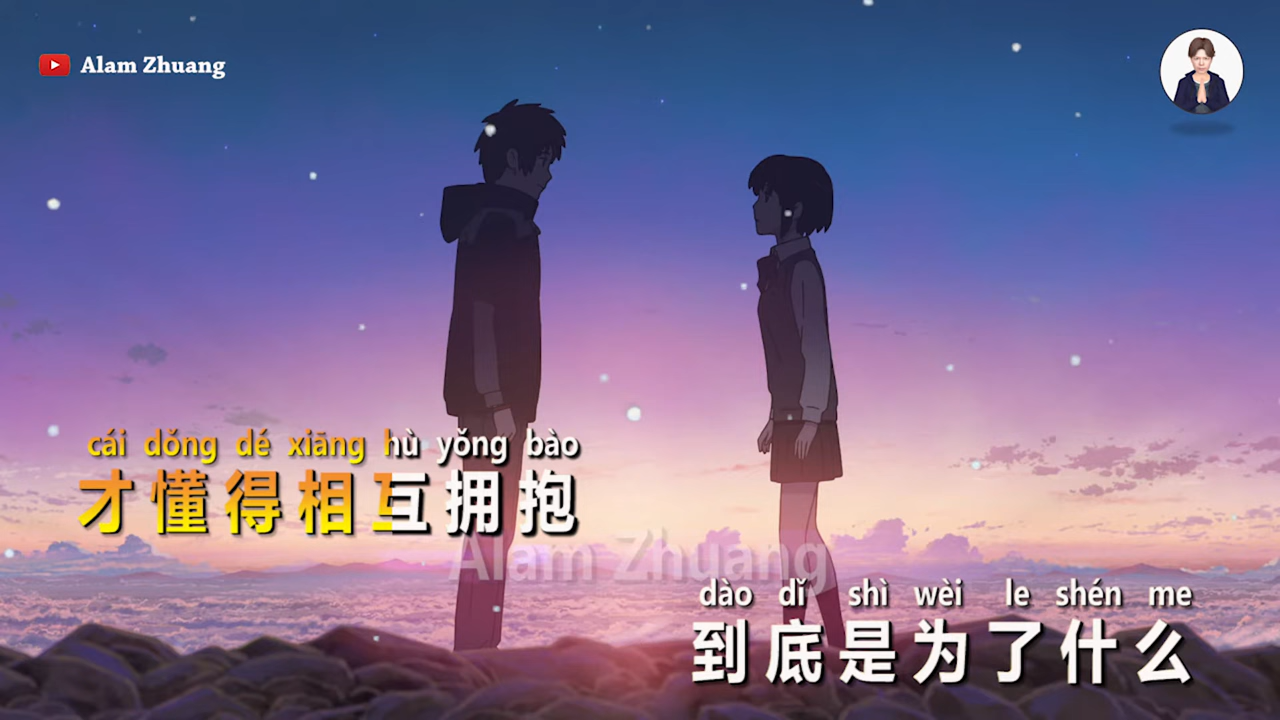 Alam Zhuang
cái dǒng dé xiāng hù yǒng bào
才懂得相互拥抱
Alam Zhuang
dào dǐ shì wèi le shén me
到底是为了什么